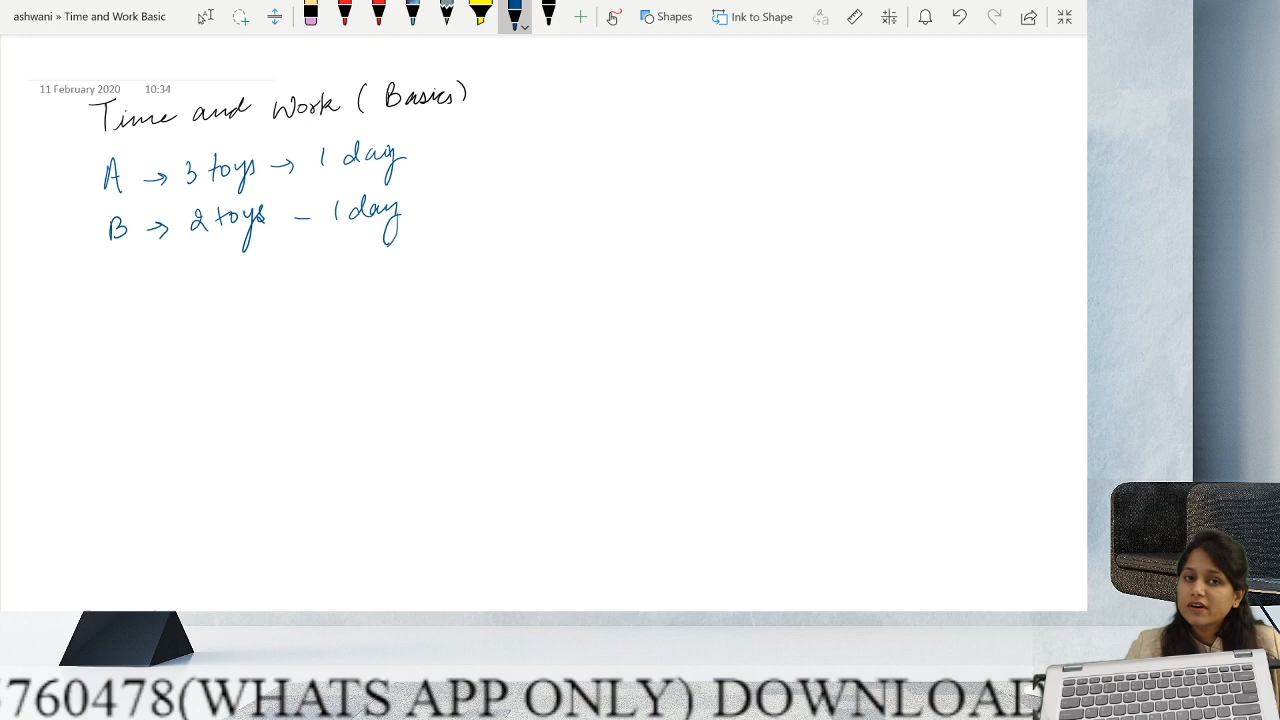 ashwani » Time and Work Basic
Shapes
Ink to Shape
11 February 2020 10:34
Time and Work (Basics)
A → 3 toys → 1 day
B → 2 toys - 1 day
5760478(WHATS APP ONLY) DOWNLOAD